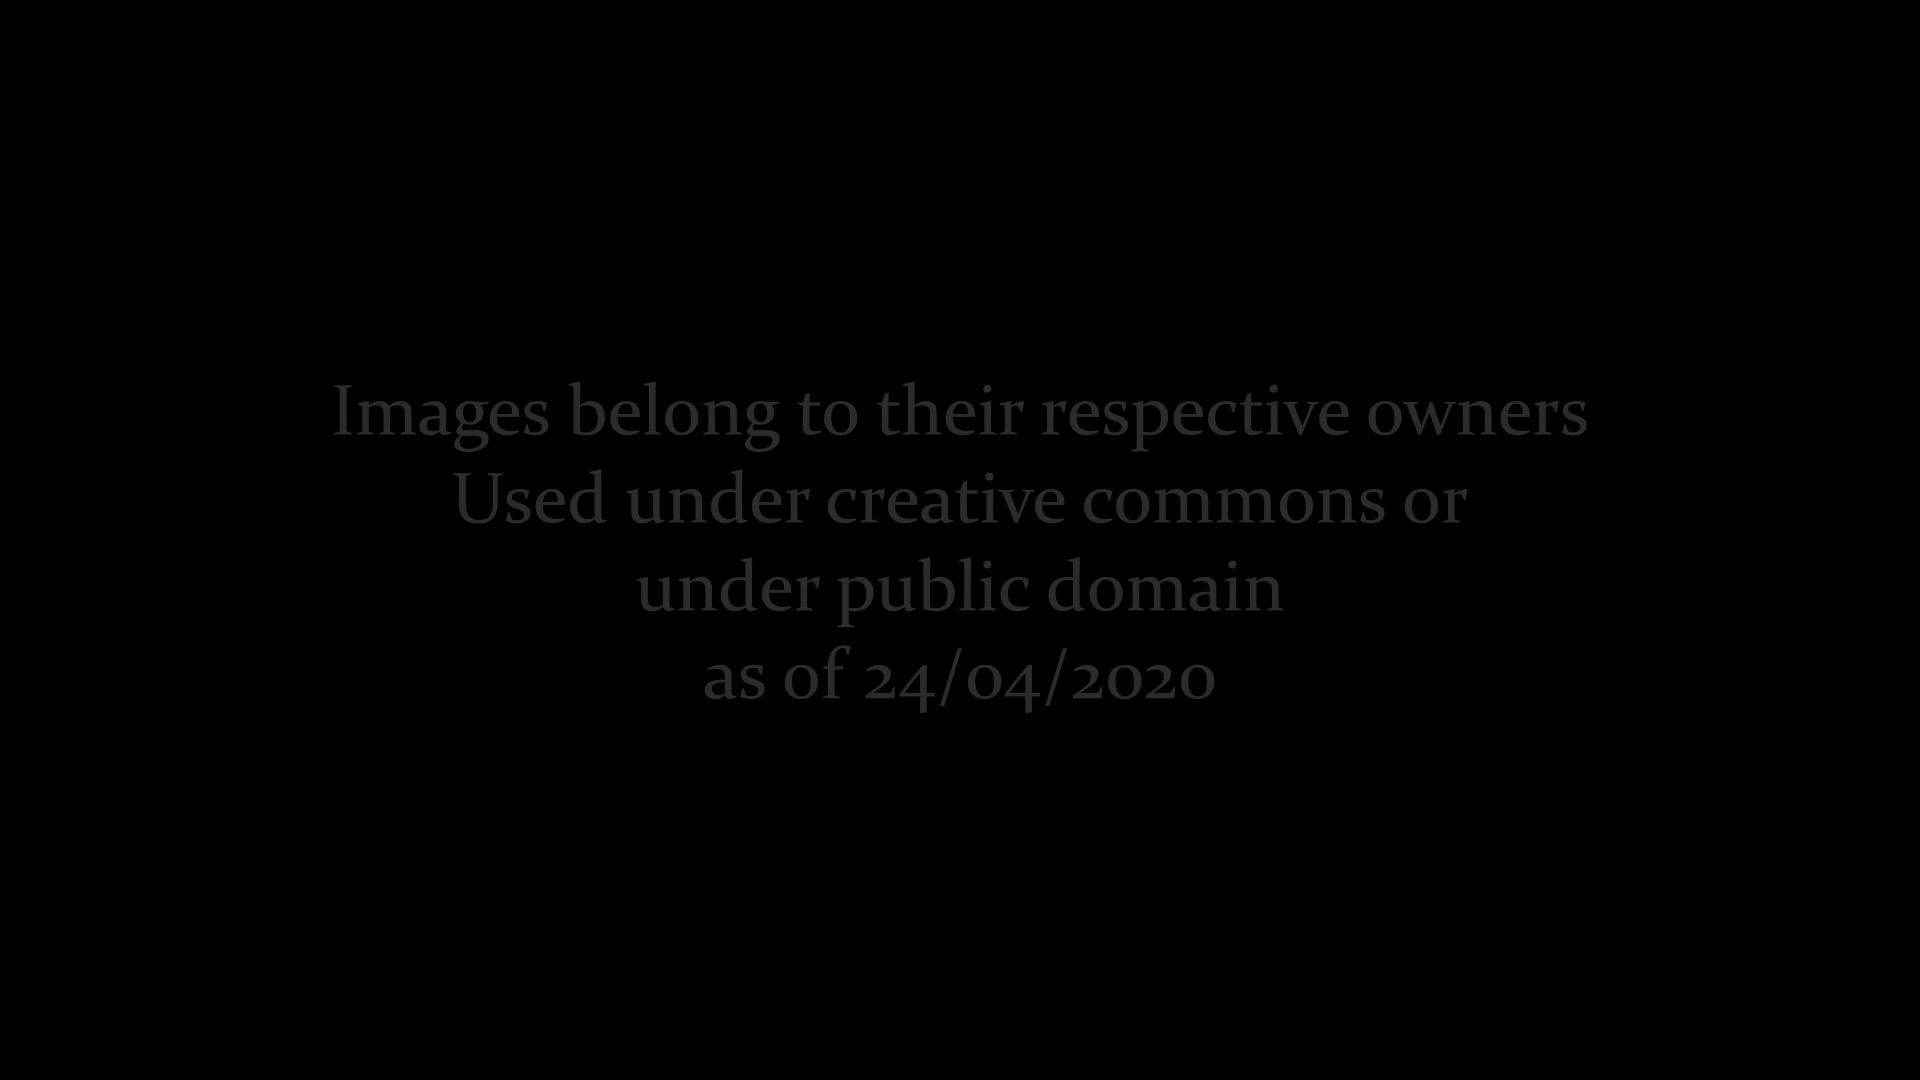 Images belong to their respective owners
Used under creative commons or
under public domain
as of 24/04/2020